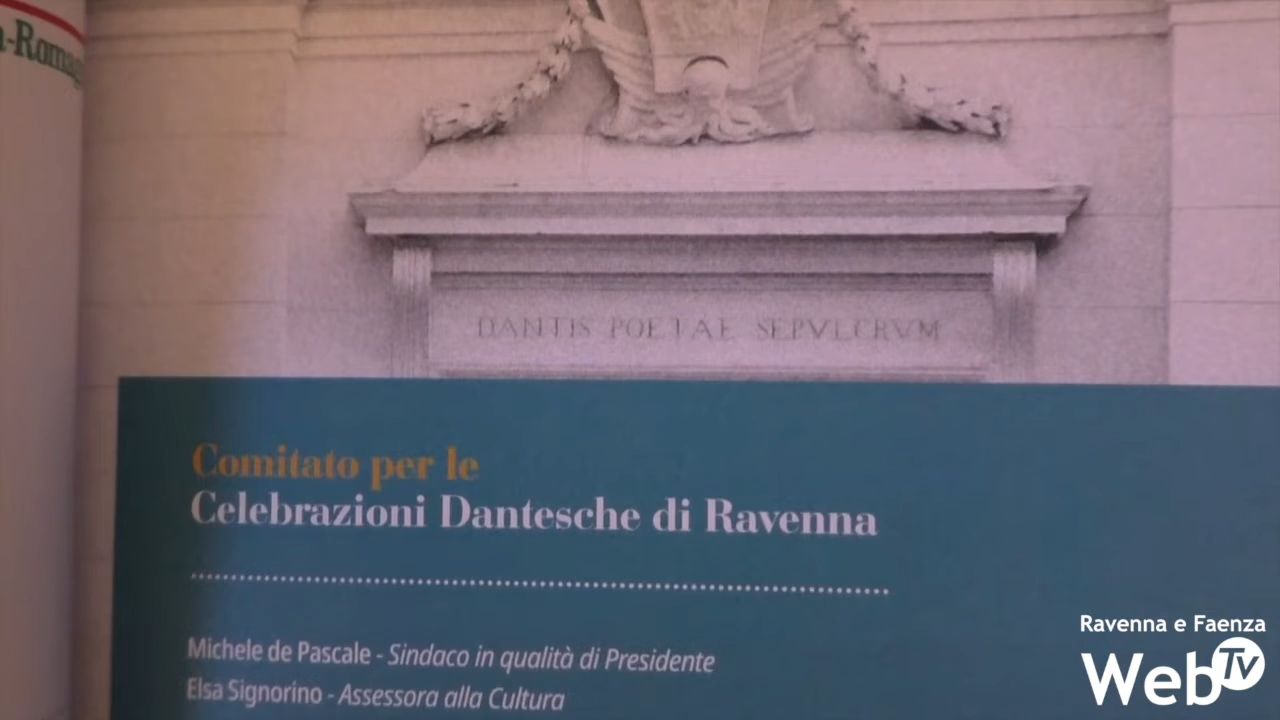 -Romag
DANTIS POETAE SEPVLCRVM
Comitato per le
Celebrazioni Dantesche di Ravenna
Michele de Pascale - Sindaco in qualità di Presidente
Elsa Signorino - Assessora alla Cultura
Ravenna e Faenza
WebTv